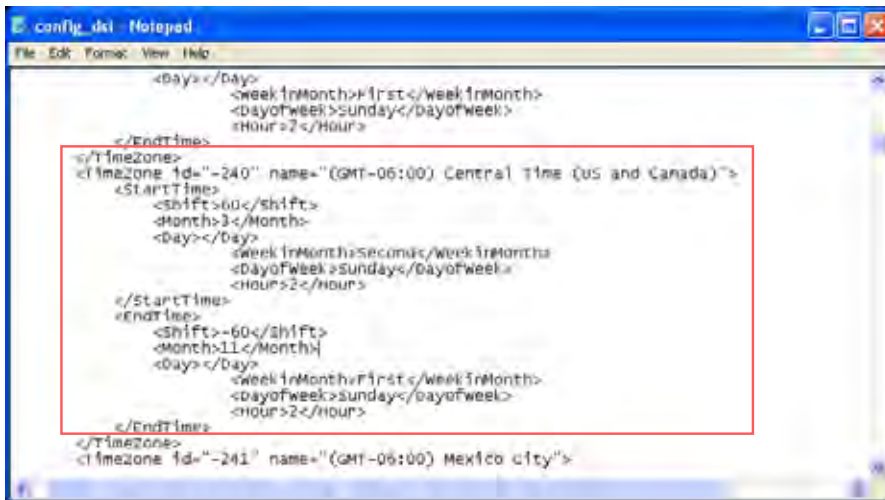 config_dst - Notepad
File Edit Format View Help
<Day></Day>
<WeekinMonth>First</WeekinMonth>
<DayofWeek>Sunday</DayofWeek>
<Hour>2</Hour>
</EndTime>
</TimeZone>
<TimeZone id="-240" name="(GMT-06:00) Central Time (US and Canada)">
<StartTime>
<Shift>60</Shift>
<Month>3</Month>
<Day></Day>
<WeekinMonth>Second</WeekinMonth>
<DayofWeek>Sunday</DayofWeek>
<Hour>2</Hour>
</StartTime>
<EndTime>
<Shift>-60</Shift>
<Month>11</Month>
<Day></Day>
<WeekinMonth>First</WeekinMonth>
<DayofWeek>Sunday</DayofWeek>
<Hour>2</Hour>
</EndTime>
</TimeZone>
<TimeZone id="-241" name="(GMT-06:00) Mexico City">